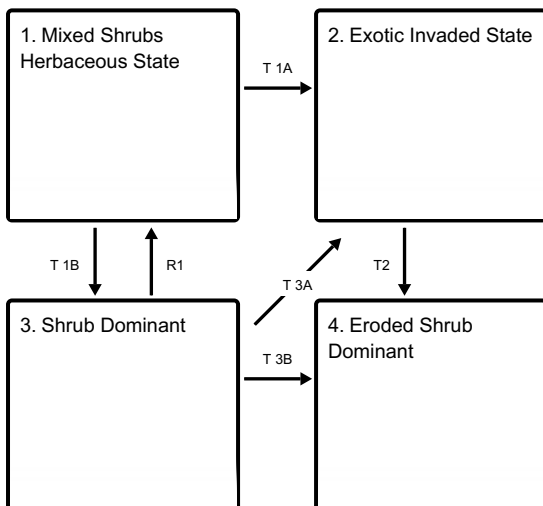 1. Mixed Shrubs
Herbaceous State
T 1A
2. Exotic Invaded State
T 1B
R1
T 3A
T2
3. Shrub Dominant
T 3B
4. Eroded Shrub
Dominant